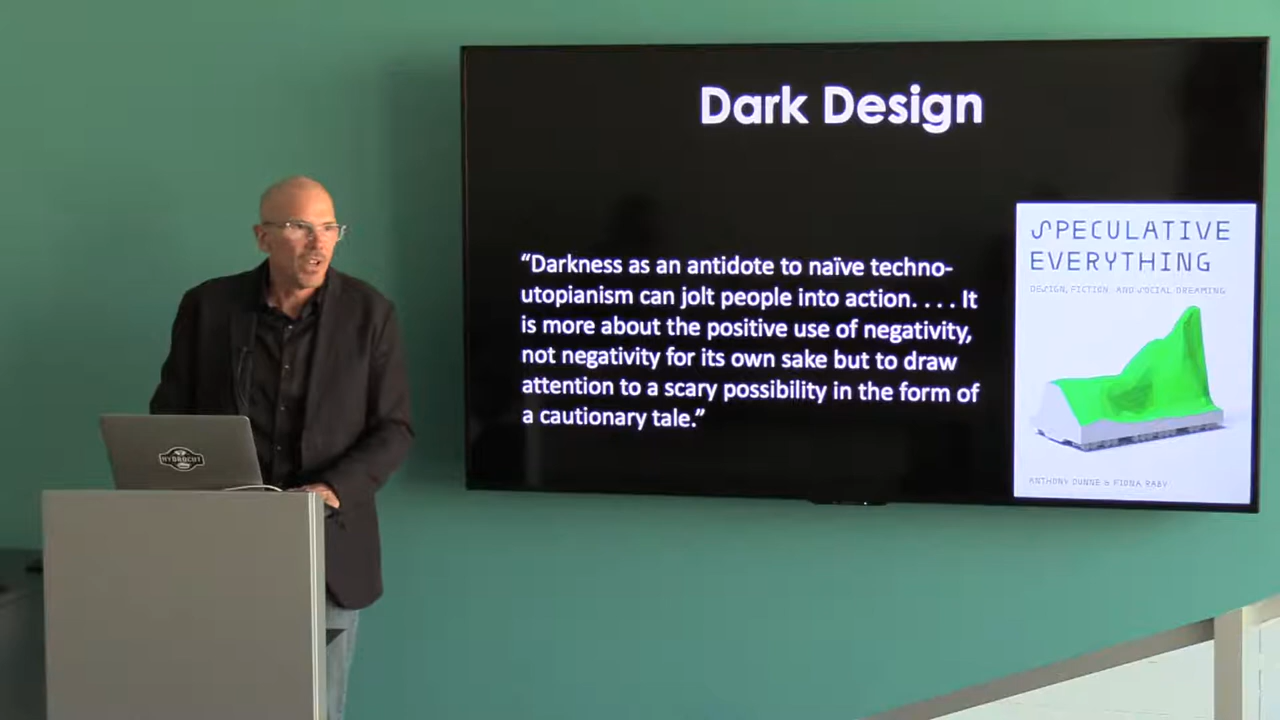 Dark Design
“Darkness as an antidote to naïve techno-
utopianism can jolt people into action. . . . It
is more about the positive use of negativity,
not negativity for its own sake but to draw
attention to a scary possibility in the form of
a cautionary tale.”
SPECULATIVE
EVERYTHING
DESIGN, FICTION, AND SOCIAL DREAMING
ANTHONY DUNNE & FIONA RABY
HYDROCUT